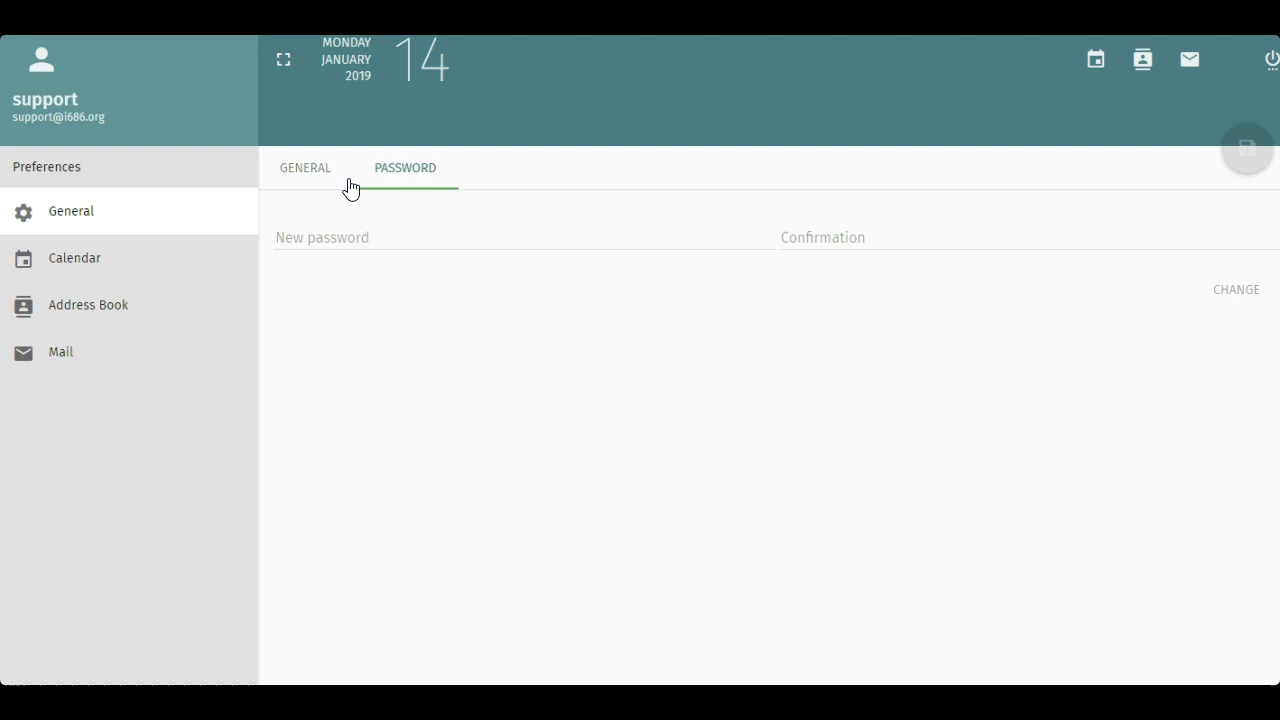 support
support@i686.org
MONDAY
JANUARY
2019
14
Preferences
General
Calendar
Address Book
Mail
GENERAL
PASSWORD
New password
Confirmation
CHANGE